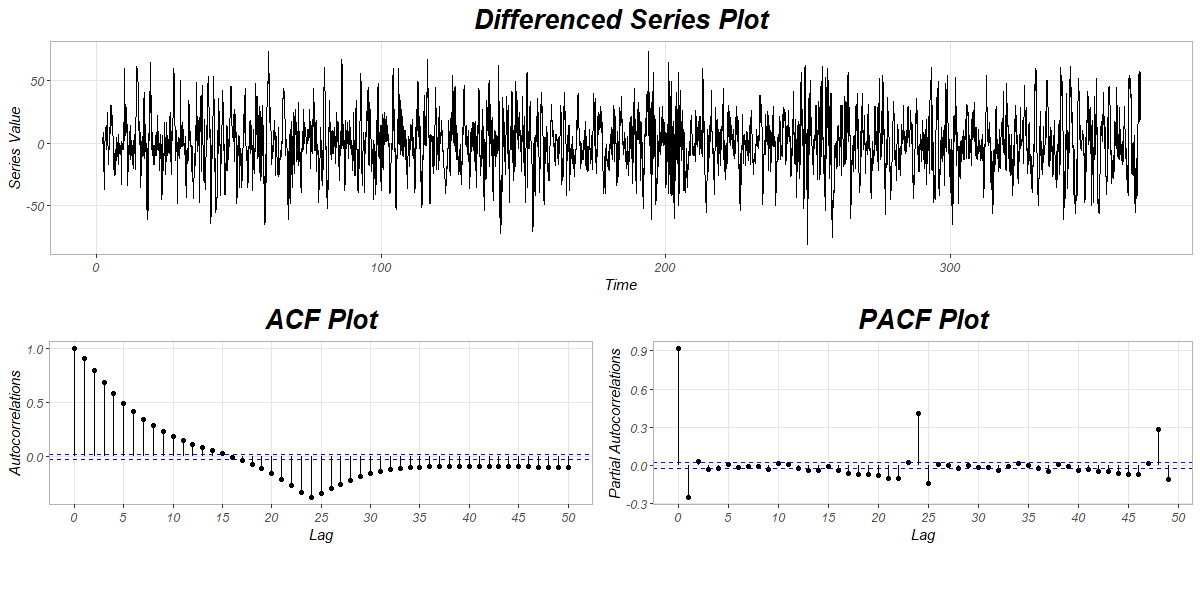 Differenced Series Plot
Series Value
50
0
-50
0 100 200 300
Time
ACF Plot
Autocorrelations
1.0
0.5
0.0
0 5 10 15 20 25 30 35 40 45 50
Lag
PACF Plot
Partial Autocorrelations
0.9
0.6
0.3
0.0
-0.3
0 5 10 15 20 25 30 35 40 45 50
Lag